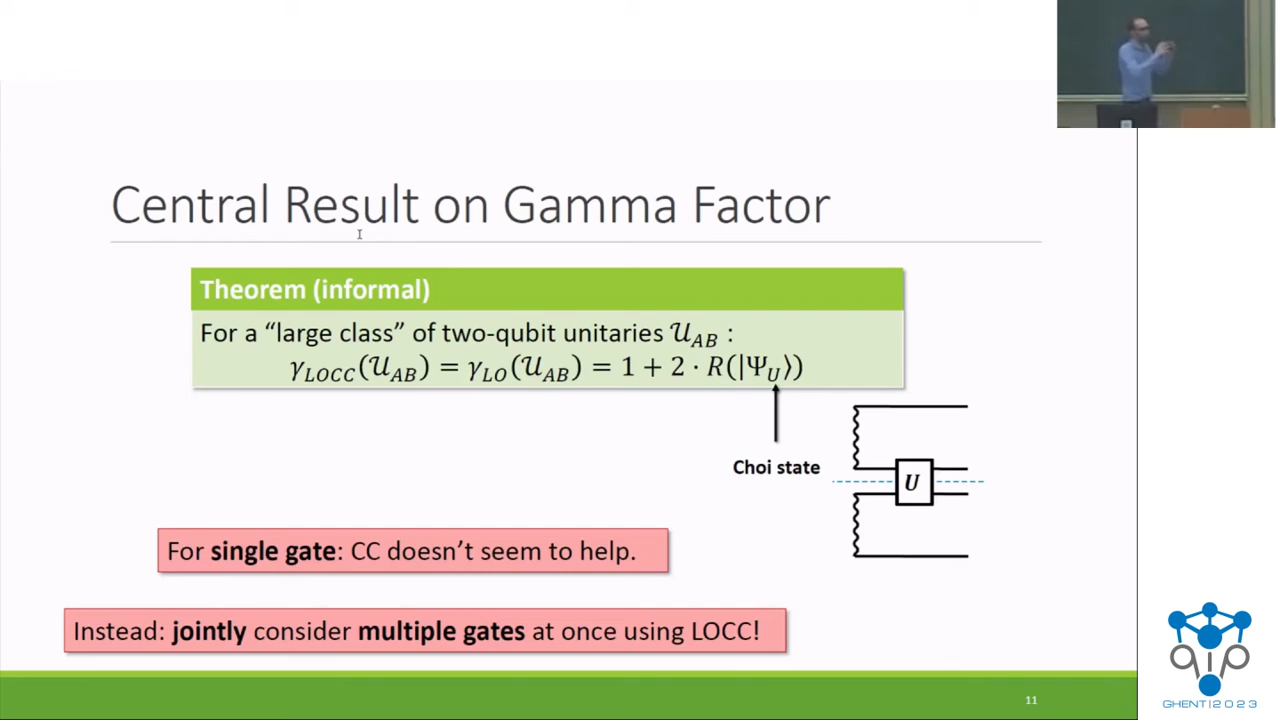 Central Result on Gamma Factor
Theorem (informal)
For a “large class” of two-qubit unitaries 𝒰_AB :
γ_LOCC(𝒰_AB) = γ_LO(𝒰_AB) = 1 + 2 · R(|Ψ_U⟩)
Choi state
U
For single gate: CC doesn’t seem to help.
Instead: jointly consider multiple gates at once using LOCC!
11
qip
GHENT|2023